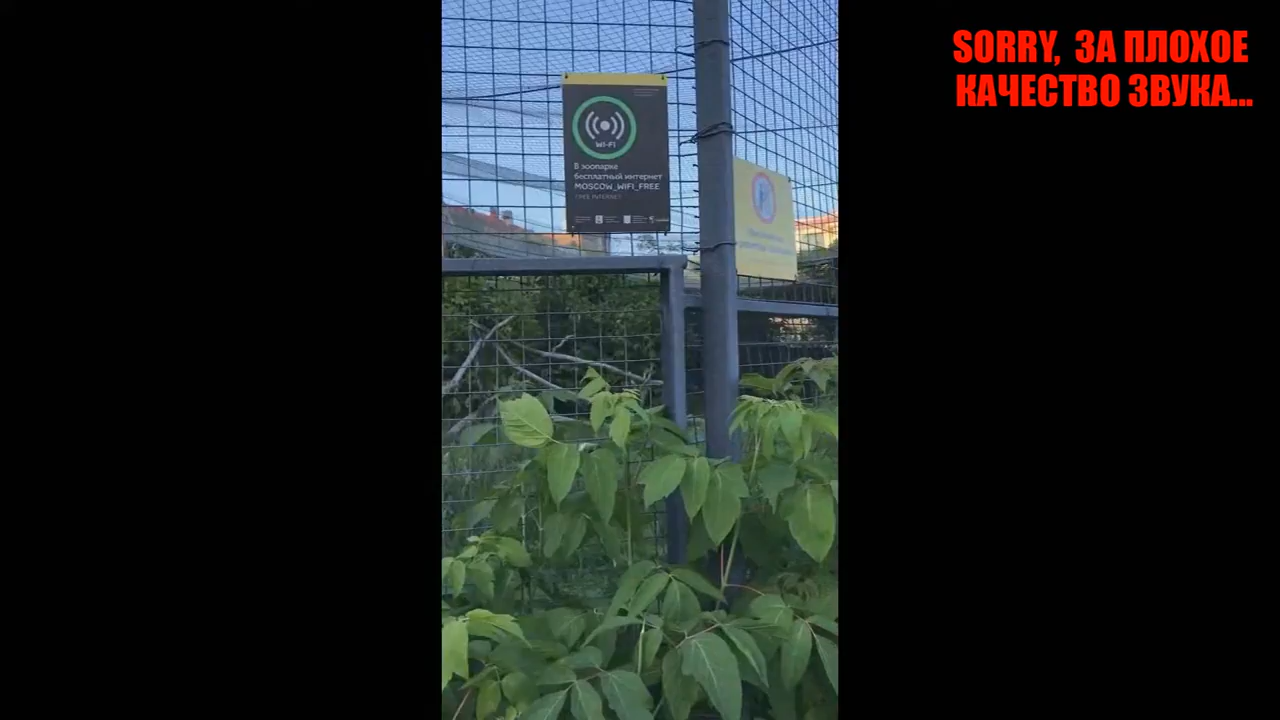 SORRY, ЗА ПЛОХОЕ
КАЧЕСТВО ЗВУКА...
WI-FI
В зоопарке
бесплатный интернет
MOSCOW_WIFI_FREE
FREE INTERNET